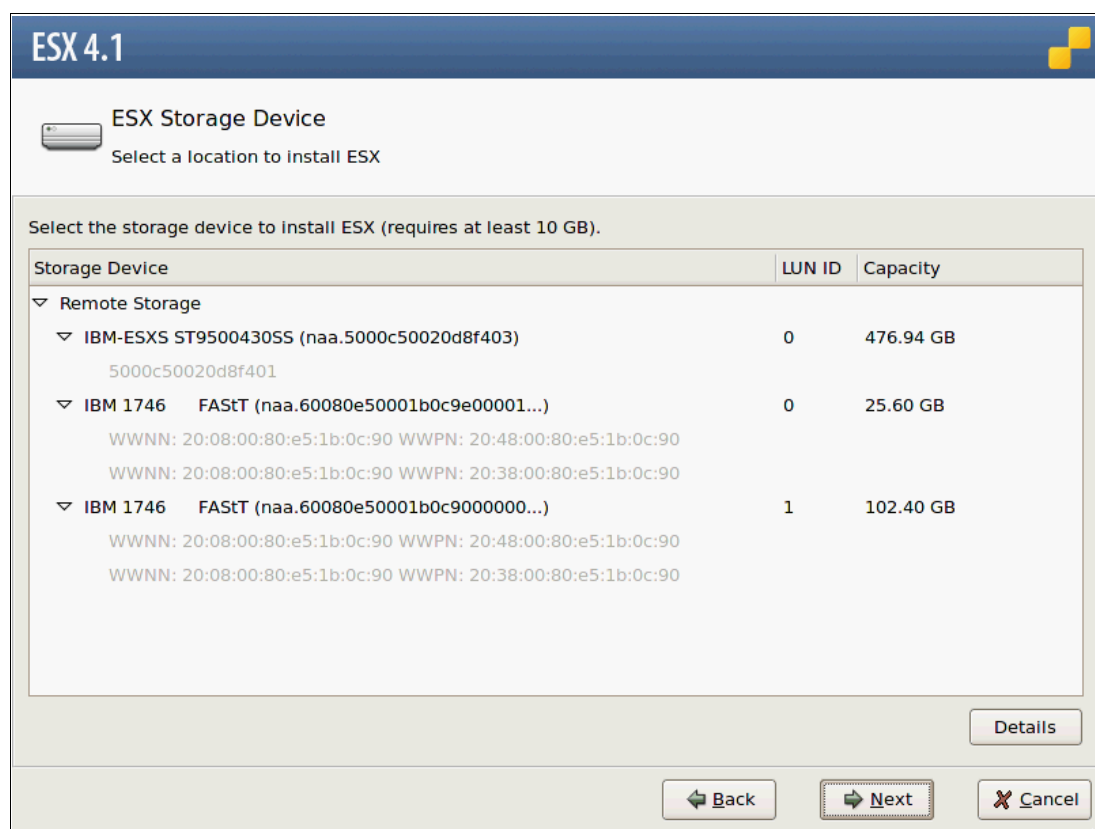 ESX 4.1
ESX Storage Device
Select a location to install ESX
Select the storage device to install ESX (requires at least 10 GB).
Storage Device LUN ID Capacity
Remote Storage
IBM-ESXS ST9500430SS (naa.5000c50020d8f403) 0 476.94 GB
5000c50020d8f401
IBM 1746 FAStT (naa.60080e50001b0c9e00001...) 0 25.60 GB
WWNN: 20:08:00:80:e5:1b:0c:90 WWPN: 20:48:00:80:e5:1b:0c:90
WWNN: 20:08:00:80:e5:1b:0c:90 WWPN: 20:38:00:80:e5:1b:0c:90
IBM 1746 FAStT (naa.60080e50001b0c9000000...) 1 102.40 GB
WWNN: 20:08:00:80:e5:1b:0c:90 WWPN: 20:48:00:80:e5:1b:0c:90
WWNN: 20:08:00:80:e5:1b:0c:90 WWPN: 20:38:00:80:e5:1b:0c:90
Details
Back Next Cancel